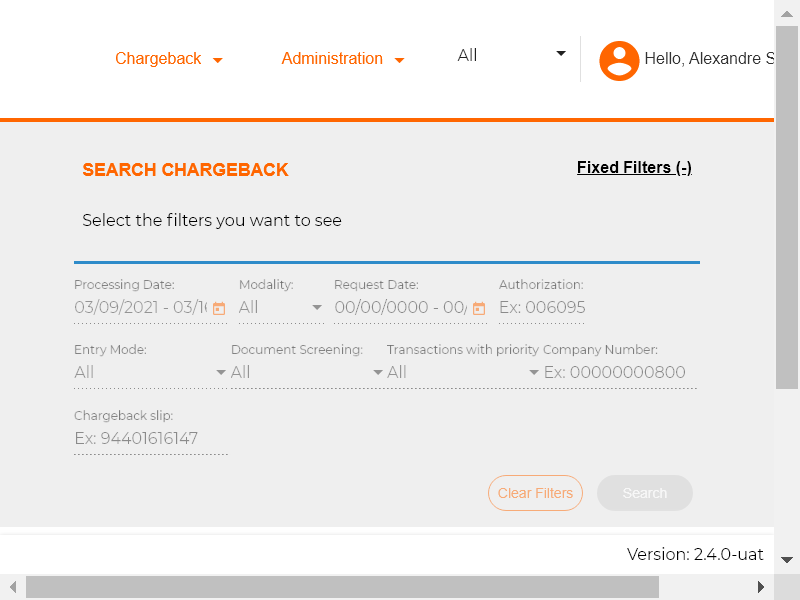 Chargeback Administration All Hello, Alexandre S
SEARCH CHARGEBACK Fixed Filters (-)
Select the filters you want to see
Processing Date: Modality: Request Date: Authorization:
03/09/2021 - 03/1 All 00/00/0000 - 00/ Ex: 006095
Entry Mode: Document Screening: Transactions with priority Company Number:
All All All Ex: 00000000800
Chargeback slip:
Ex: 94401616147
Clear Filters Search
Version: 2.4.0-uat